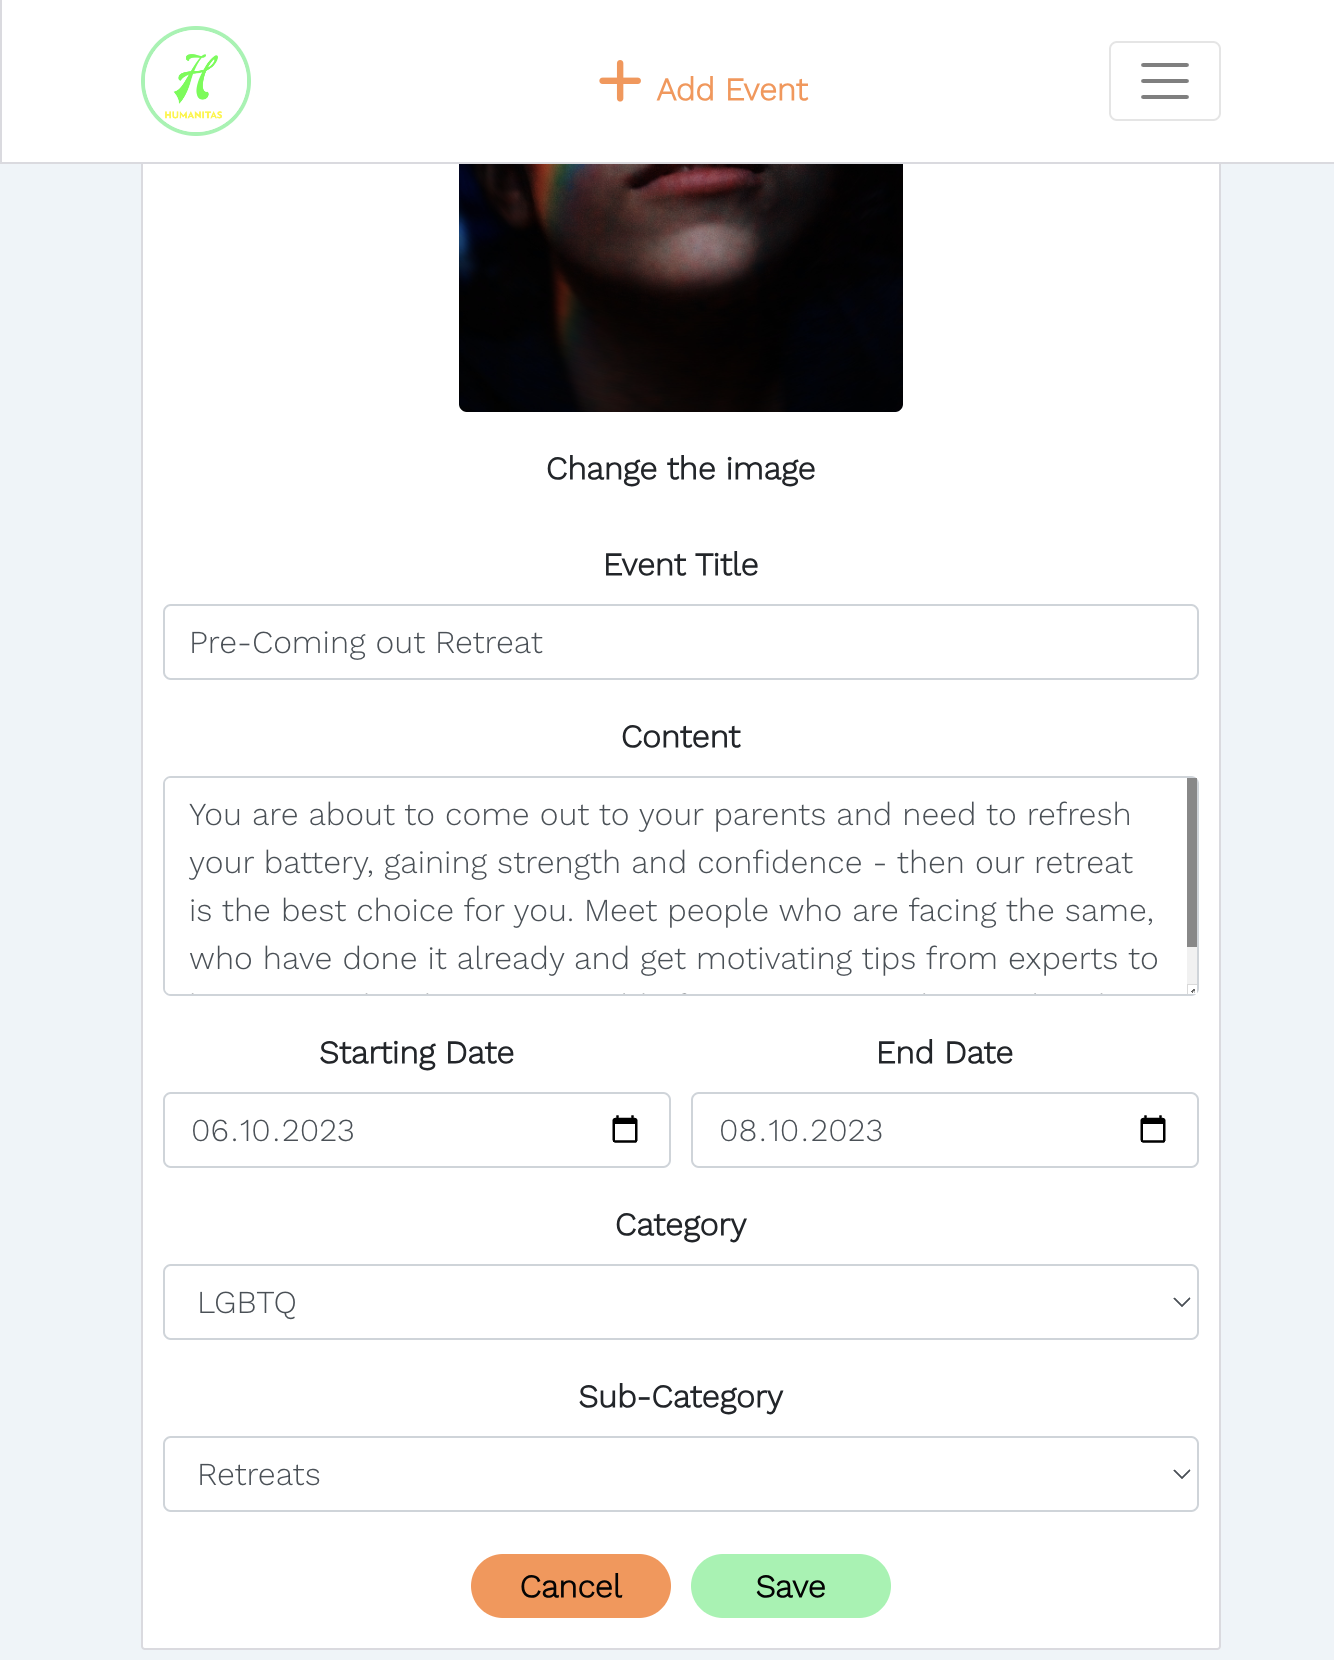 H
HUMANITAS
Add Event
Change the image
Event Title
Pre-Coming out Retreat
Content
You are about to come out to your parents and need to refresh
your battery, gaining strength and confidence - then our retreat
is the best choice for you. Meet people who are facing the same,
who have done it already and get motivating tips from experts to
Starting Date
End Date
06.10.2023
08.10.2023
Category
LGBTQ
Sub-Category
Retreats
Cancel
Save